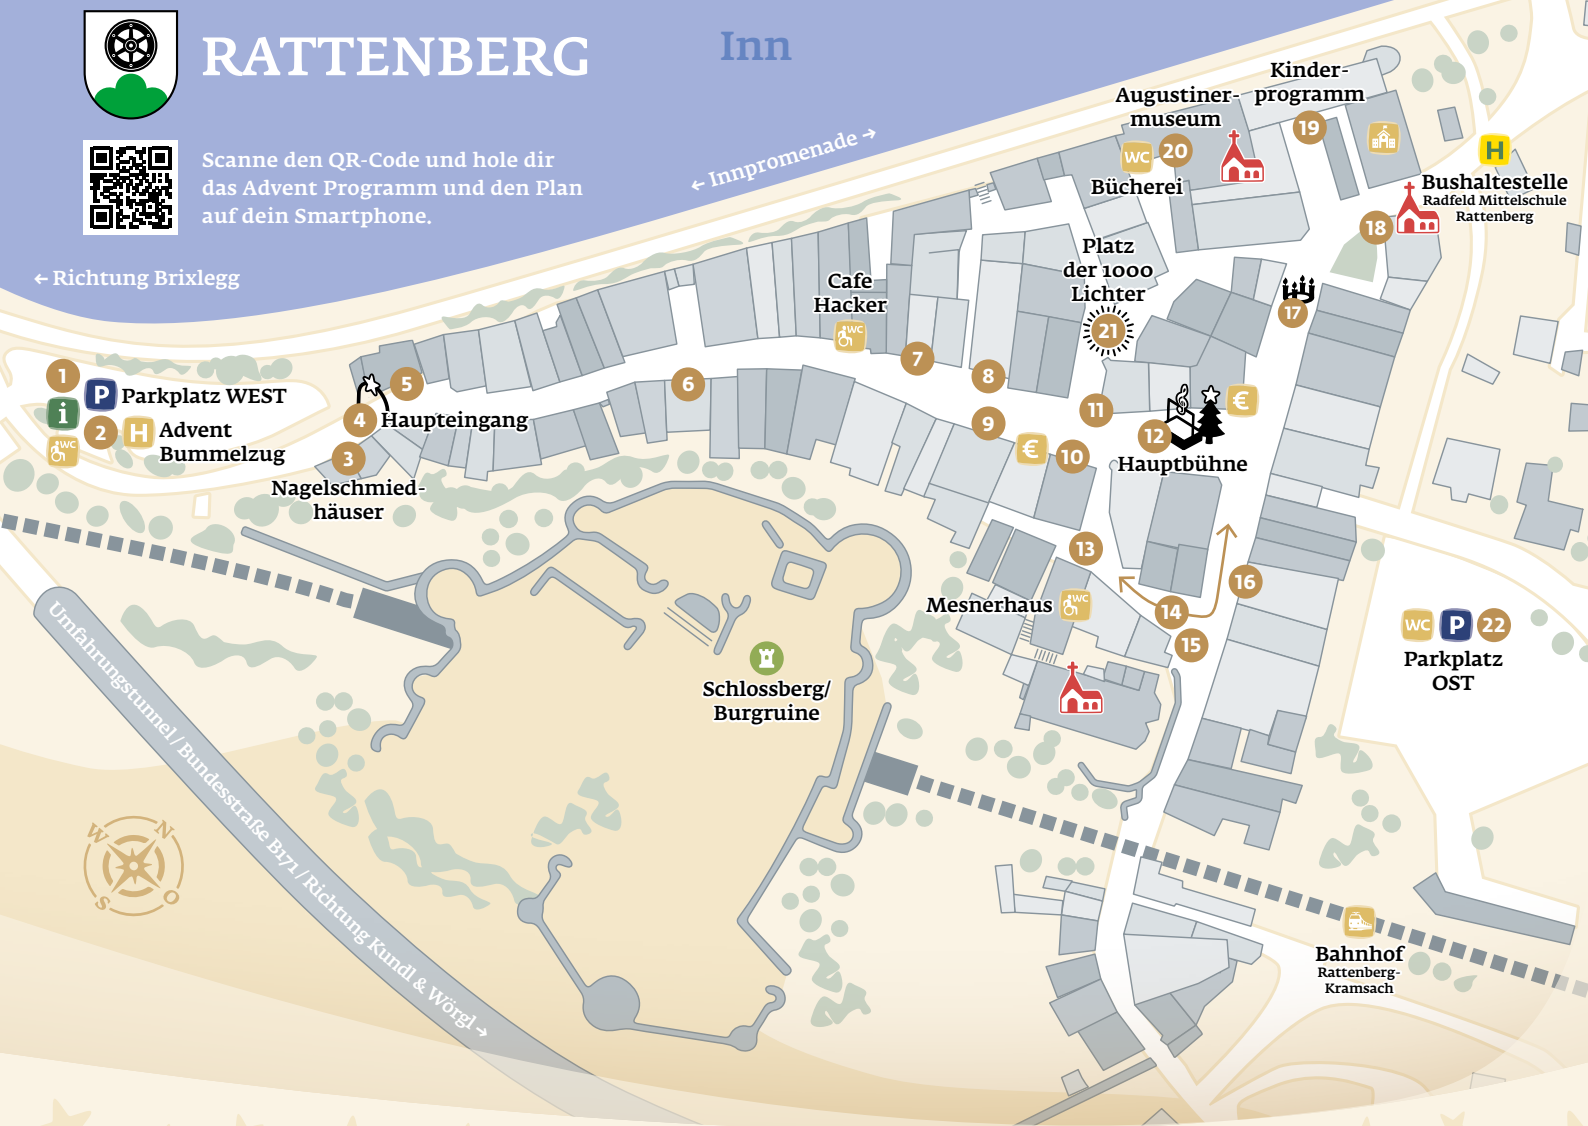 RATTENBERG
Inn
Scanne den QR-Code und hole dir
das Advent Programm und den Plan
auf dein Smartphone.
← Innpromenade →
← Richtung Brixlegg
Kinder-
programm
19
Augustiner-
museum
WC
20
Bücherei
H
Bushaltestelle
Radfeld Mittelschule
Rattenberg
18
Platz
der 1000
Lichter
21
17
Cafe
Hacker
WC
7
8
1
P
Parkplatz WEST
i
2
H
Advent
Bummelzug
WC
5
4
Haupteingang
3
Nagelschmied-
häuser
6
9
€
10
11
12
€
Hauptbühne
13
Mesnerhaus
WC
14
15
16
WC
P
22
Parkplatz
OST
Schlossberg/
Burgruine
Umfahrungstunnel / Bundesstraße B171 / Richtung Kundl & Wörgl →
W
N
S
O
Bahnhof
Rattenberg-
Kramsach